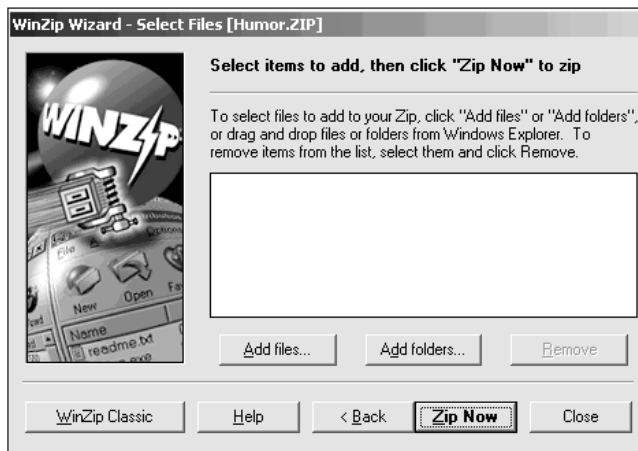 WinZip Wizard - Select Files [Humor.ZIP]
WINZIP
File
Options
New
Open
Name
readme.txt
Select items to add, then click "Zip Now" to zip
To select files to add to your Zip, click "Add files" or "Add folders",
or drag and drop files or folders from Windows Explorer. To
remove items from the list, select them and click Remove.
Add files...
Add folders...
Remove
WinZip Classic
Help
< Back
Zip Now
Close